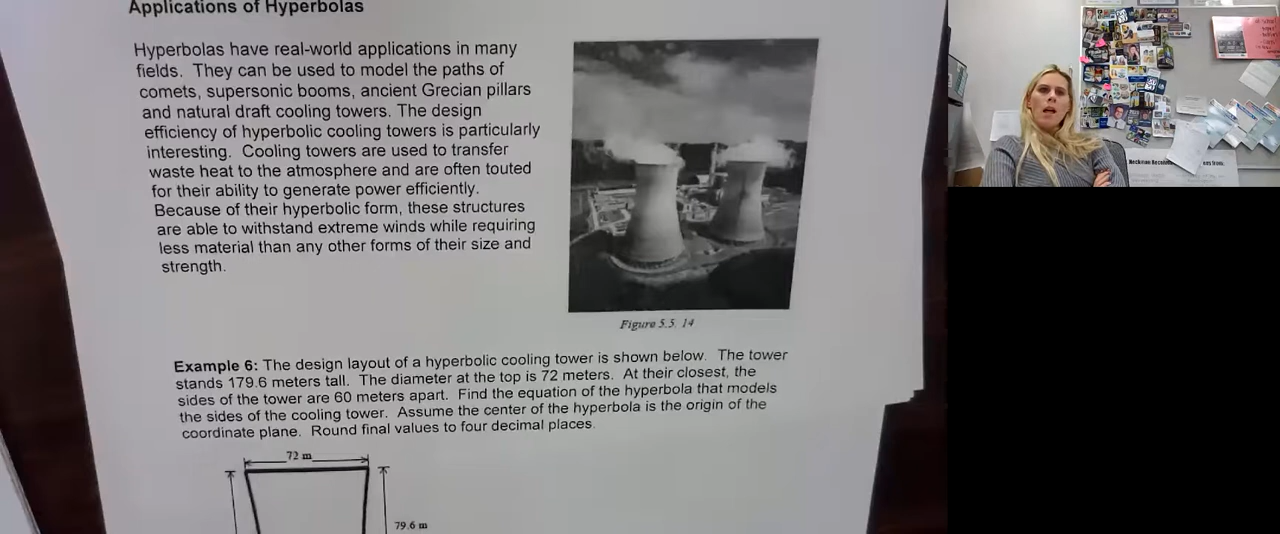 Applications of Hyperbolas
Hyperbolas have real-world applications in many
fields. They can be used to model the paths of
comets, supersonic booms, ancient Grecian pillars
and natural draft cooling towers. The design
efficiency of hyperbolic cooling towers is particularly
interesting. Cooling towers are used to transfer
waste heat to the atmosphere and are often touted
for their ability to generate power efficiently.
Because of their hyperbolic form, these structures
are able to withstand extreme winds while requiring
less material than any other forms of their size and
strength.
Figure 5.5. 14
Example 6: The design layout of a hyperbolic cooling tower is shown below. The tower
stands 179.6 meters tall. The diameter at the top is 72 meters. At their closest, the
sides of the tower are 60 meters apart. Find the equation of the hyperbola that models
the sides of the cooling tower. Assume the center of the hyperbola is the origin of the
coordinate plane. Round final values to four decimal places.
72 m
79.6 m